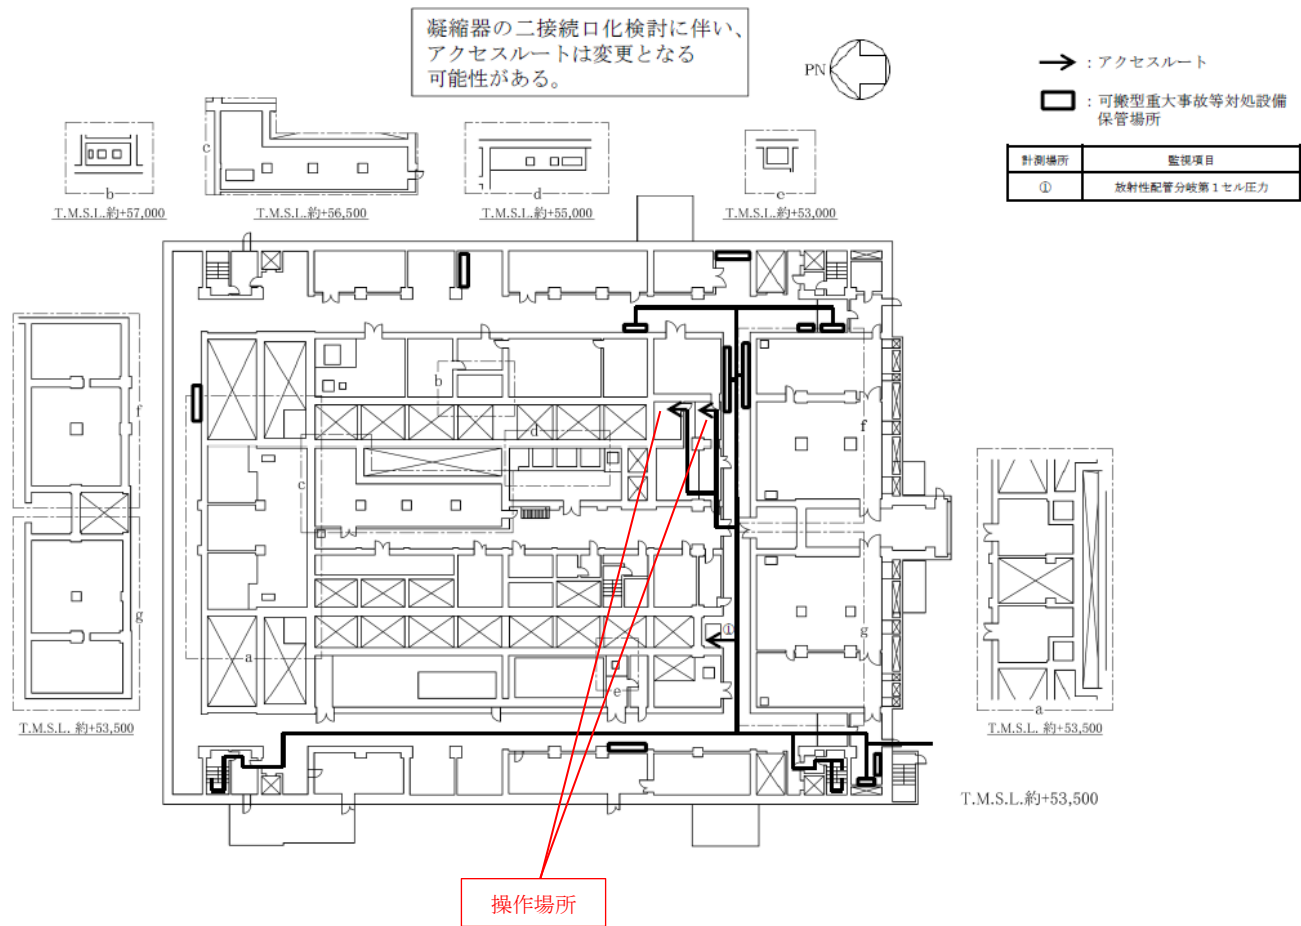 凝縮器の二接続口化検討に伴い、
アクセスルートは変更となる
可能性がある。
PN
：アクセスルート
：可搬型重大事故等対処設備
保管場所
計測場所 監視項目
① 放射性配管分岐第１セル圧力
b
T.M.S.L.約+57,000
c
T.M.S.L.約+56,500
d
T.M.S.L.約+55,000
e
T.M.S.L.約+53,000
f
g
T.M.S.L. 約+53,500
b
d
c
a
e
f
g
①
a
T.M.S.L. 約+53,500
T.M.S.L.約+53,500
操作場所